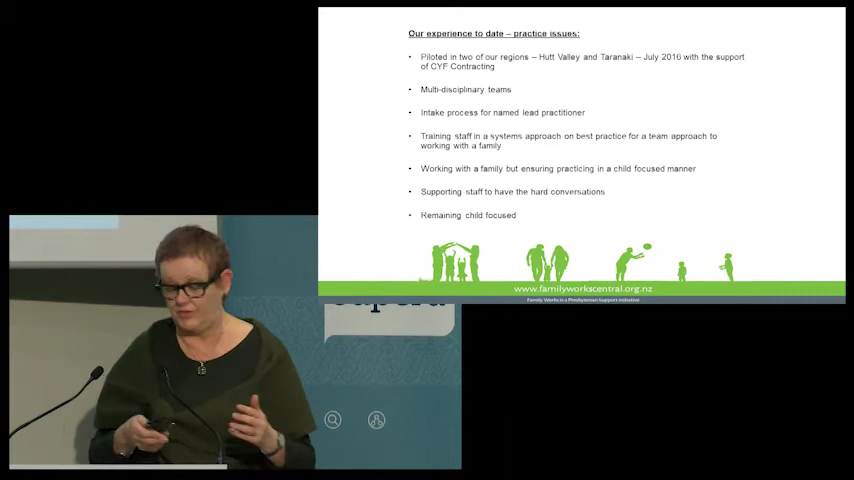 Our experience to date – practice issues:
• Piloted in two of our regions – Hutt Valley and Taranaki – July 2016 with the support
of CYF Contracting
• Multi-disciplinary teams
• Intake process for named lead practitioner
• Training staff in a systems approach on best practice for a team approach to
working with a family
• Working with a family but ensuring practicing in a child focused manner
• Supporting staff to have the hard conversations
• Remaining child focused
www.familyworkscentral.org.nz
Family Works is a Presbyterian Support Initiative